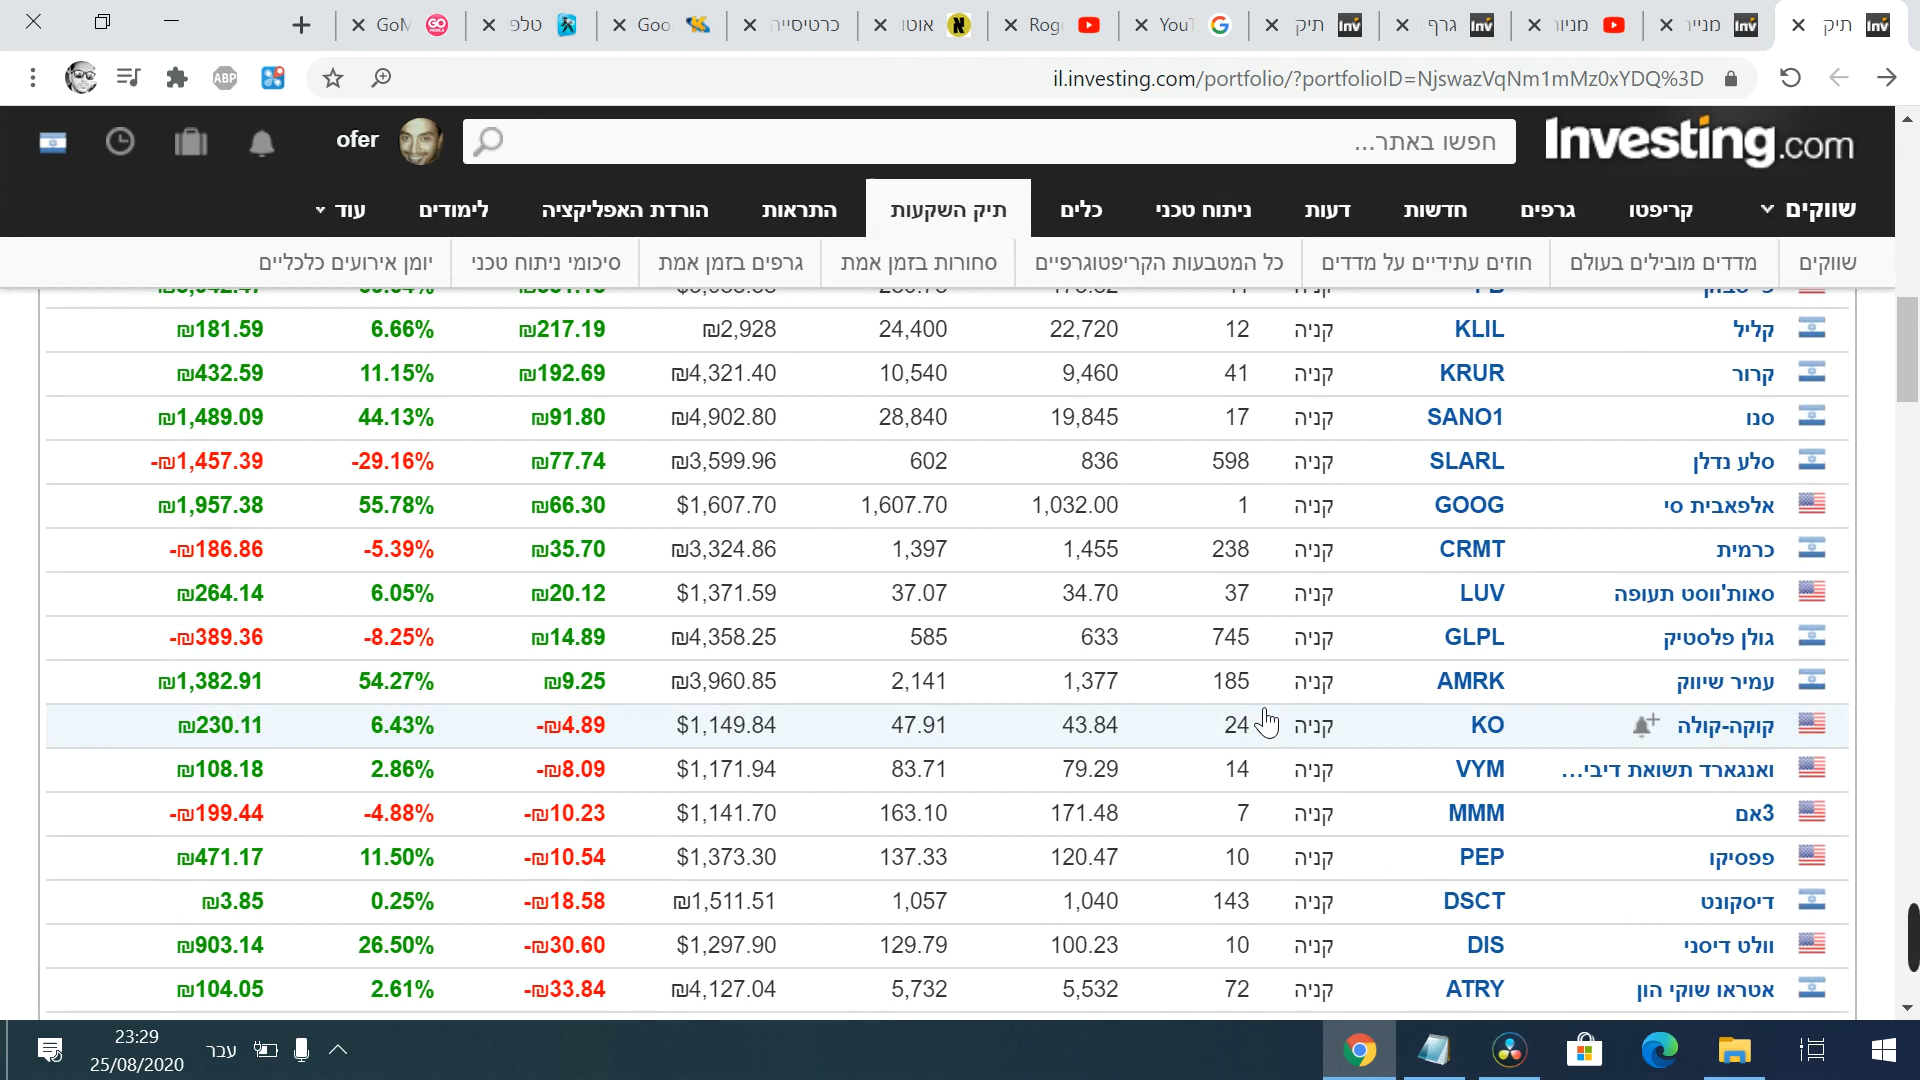 תיק
מנייר
מניור
גרף
תיק
YouT
Rog
אוטו
כרטיסייה
Goo
טלפ
GoM
il.investing.com/portfolio/?portfolioID=NjswazVqNm1mMz0xYDQ%3D
ABP
Investing.com
חפשו באתר...
ofer
שווקים קריפטו גרפים חדשות דעות ניתוח טכני כלים תיק השקעות התראות הורדת האפליקציה לימודים עוד
שווקים מדדים מובילים בעולם חוזים עתידיים על מדדים כל המטבעות הקריפטוגרפיים סחורות בזמן אמת גרפים בזמן אמת סיכומי ניתוח טכני יומן אירועים כלכליים
קליל KLIL קניה 12 22,720 24,400 ₪2,928 ₪217.19 6.66% ₪181.59
קרור KRUR קניה 41 9,460 10,540 ₪4,321.40 ₪192.69 11.15% ₪432.59
סנו SANO1 קניה 17 19,845 28,840 ₪4,902.80 ₪91.80 44.13% ₪1,489.09
סלע נדלן SLARL קניה 598 836 602 ₪3,599.96 ₪77.74 -29.16% -₪1,457.39
אלפאבית סי GOOG קניה 1 1,032.00 1,607.70 $1,607.70 ₪66.30 55.78% ₪1,957.38
כרמית CRMT קניה 238 1,455 1,397 ₪3,324.86 ₪35.70 -5.39% -₪186.86
סאות'ווסט תעופה LUV קניה 37 34.70 37.07 $1,371.59 ₪20.12 6.05% ₪264.14
גולן פלסטיק GLPL קניה 745 633 585 ₪4,358.25 ₪14.89 -8.25% -₪389.36
עמיר שיווק AMRK קניה 185 1,377 2,141 ₪3,960.85 ₪9.25 54.27% ₪1,382.91
קוקה-קולה KO קניה 24 43.84 47.91 $1,149.84 -₪4.89 6.43% ₪230.11
ואנגארד תשואת דיבי... VYM קניה 14 79.29 83.71 $1,171.94 -₪8.09 2.86% ₪108.18
3אם MMM קניה 7 171.48 163.10 $1,141.70 -₪10.23 -4.88% -₪199.44
פפסיקו PEP קניה 10 120.47 137.33 $1,373.30 -₪10.54 11.50% ₪471.17
דיסקונט DSCT קניה 143 1,040 1,057 ₪1,511.51 -₪18.58 0.25% ₪3.85
וולט דיסני DIS קניה 10 100.23 129.79 $1,297.90 -₪30.60 26.50% ₪903.14
אטראו שוקי הון ATRY קניה 72 5,532 5,732 ₪4,127.04 -₪33.84 2.61% ₪104.05
עבר
23:29
25/08/2020